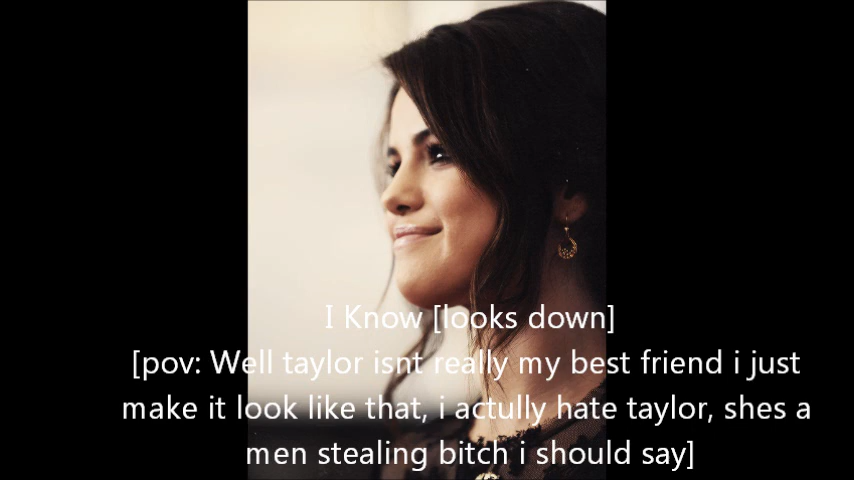 I Know [looks down]
[pov: Well taylor isnt really my best friend i just
make it look like that, i actully hate taylor, shes a
men stealing bitch i should say]